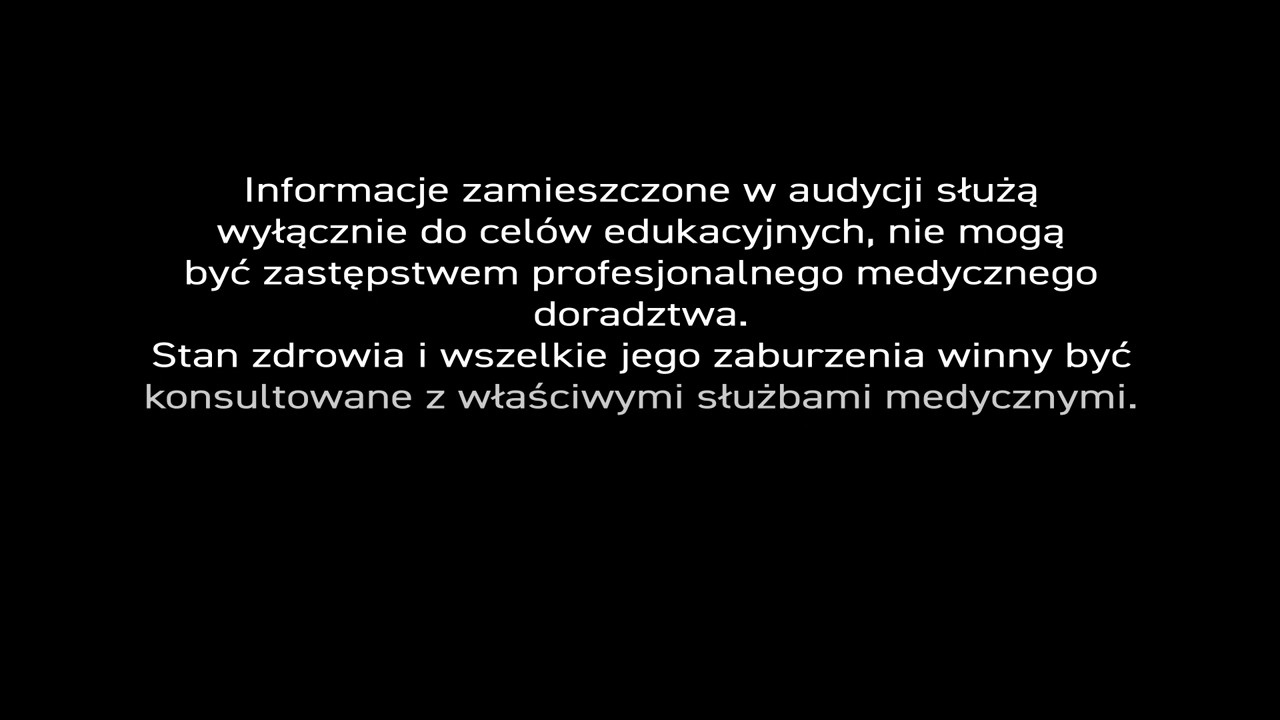 Informacje zamieszczone w audycji służą
wyłącznie do celów edukacyjnych, nie mogą
być zastępstwem profesjonalnego medycznego
doradztwa.
Stan zdrowia i wszelkie jego zaburzenia winny być
konsultowane z właściwymi służbami medycznymi.